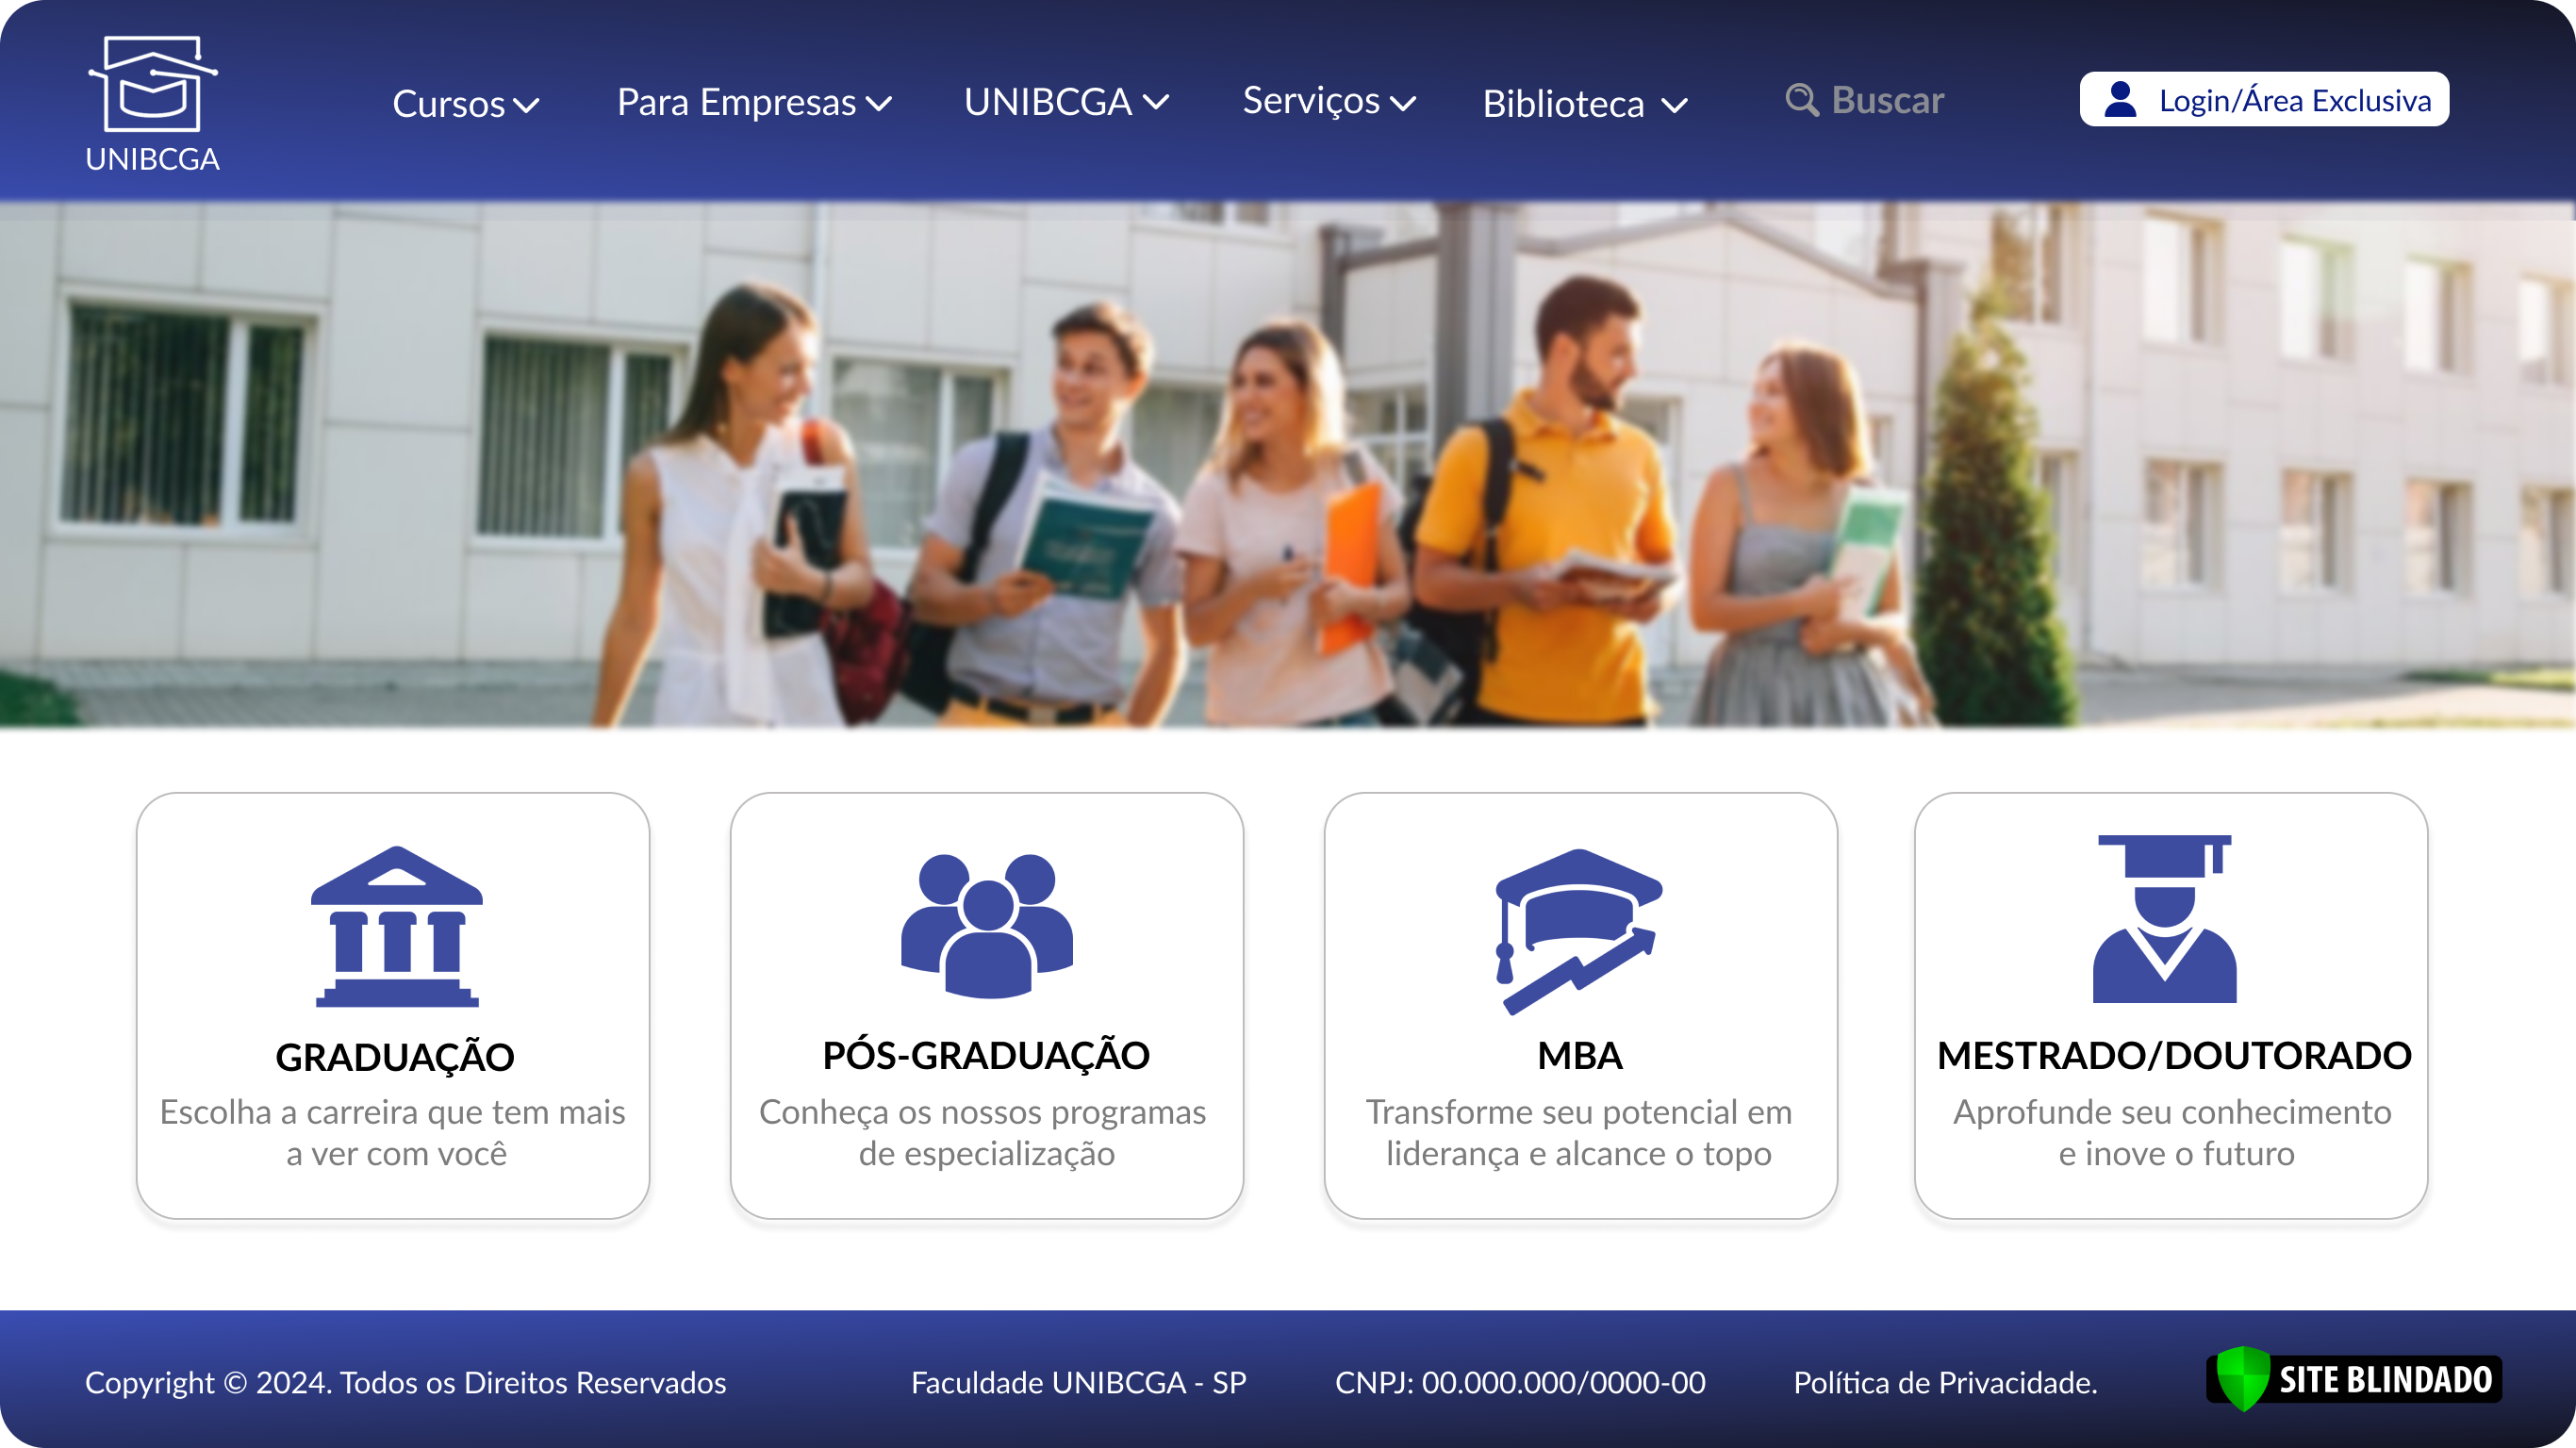 UNIBCGA
Cursos
Para Empresas
UNIBCGA
Serviços
Biblioteca
Buscar
Login/Área Exclusiva
GRADUAÇÃO
Escolha a carreira que tem mais
a ver com você
PÓS-GRADUAÇÃO
Conheça os nossos programas
de especialização
MBA
Transforme seu potencial em
liderança e alcance o topo
MESTRADO/DOUTORADO
Aprofunde seu conhecimento
e inove o futuro
Copyright © 2024. Todos os Direitos Reservados
Faculdade UNIBCGA - SP
CNPJ: 00.000.000/0000-00
Política de Privacidade.
SITE BLINDADO